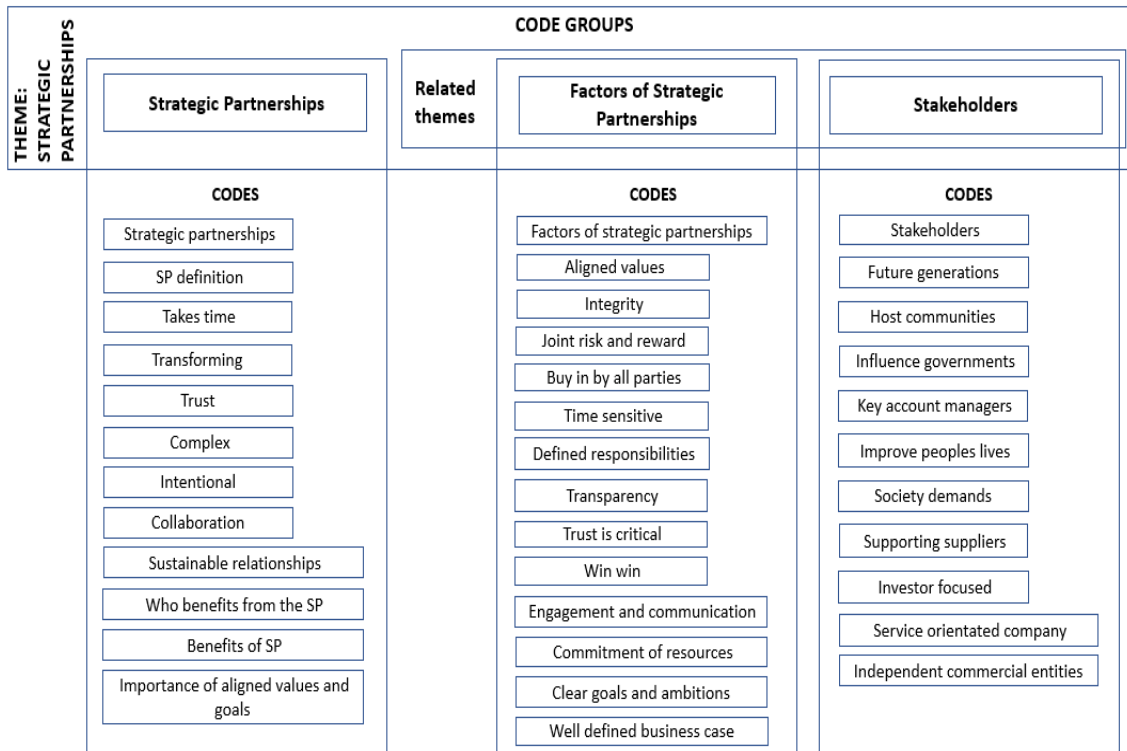 THEME:
STRATEGIC
PARTNERSHIPS
CODE GROUPS
Strategic Partnerships
Related
themes
Factors of Strategic
Partnerships
Stakeholders
CODES
Strategic partnerships
SP definition
Takes time
Transforming
Trust
Complex
Intentional
Collaboration
Sustainable relationships
Who benefits from the SP
Benefits of SP
Importance of aligned values and
goals
CODES
Factors of strategic partnerships
Aligned values
Integrity
Joint risk and reward
Buy in by all parties
Time sensitive
Defined responsibilities
Transparency
Trust is critical
Win win
Engagement and communication
Commitment of resources
Clear goals and ambitions
Well defined business case
CODES
Stakeholders
Future generations
Host communities
Influence governments
Key account managers
Improve peoples lives
Society demands
Supporting suppliers
Investor focused
Service orientated company
Independent commercial entities